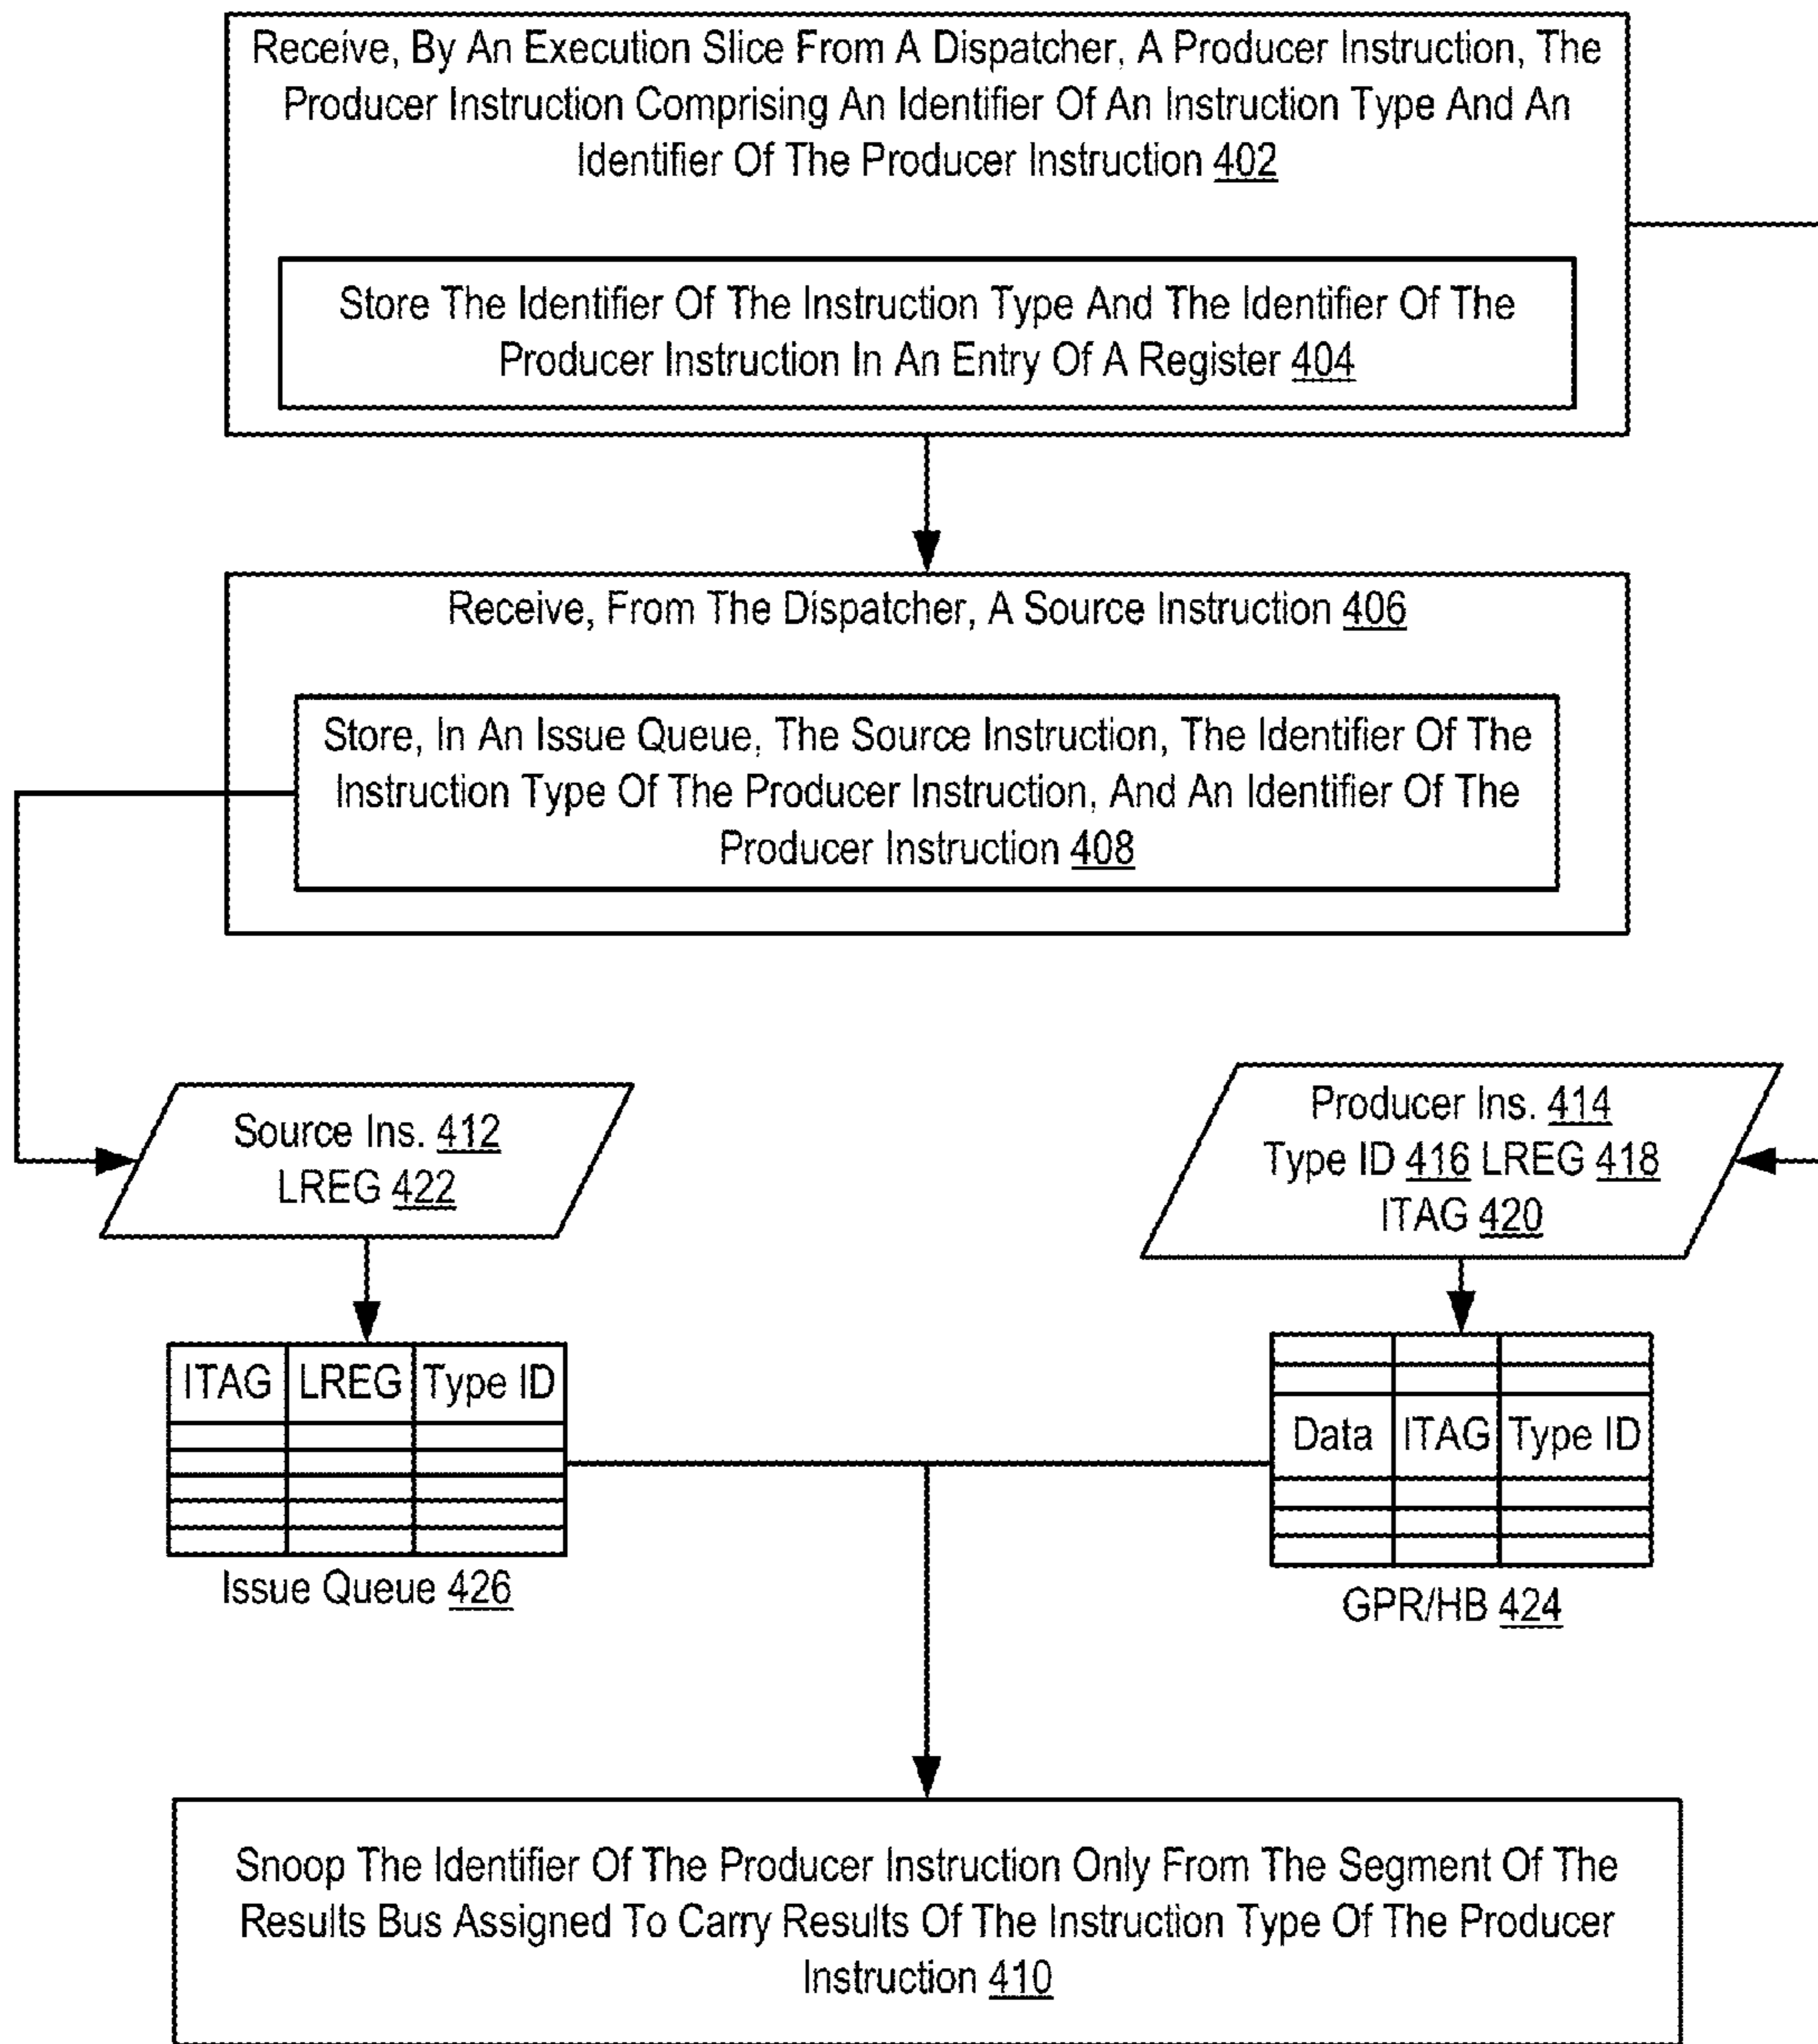 Receive, By An Execution Slice From A Dispatcher, A Producer Instruction, The
Producer Instruction Comprising An Identifier Of An Instruction Type And An
Identifier Of The Producer Instruction 402
Store The Identifier Of The Instruction Type And The Identifier Of The
Producer Instruction In An Entry Of A Register 404
Receive, From The Dispatcher, A Source Instruction 406
Store, In An Issue Queue, The Source Instruction, The Identifier Of The
Instruction Type Of The Producer Instruction, And An Identifier Of The
Producer Instruction 408
Source Ins. 412
LREG 422
Producer Ins. 414
Type ID 416 LREG 418
ITAG 420
ITAG LREG Type ID
Issue Queue 426
Data ITAG Type ID
GPR/HB 424
Snoop The Identifier Of The Producer Instruction Only From The Segment Of The
Results Bus Assigned To Carry Results Of The Instruction Type Of The Producer
Instruction 410